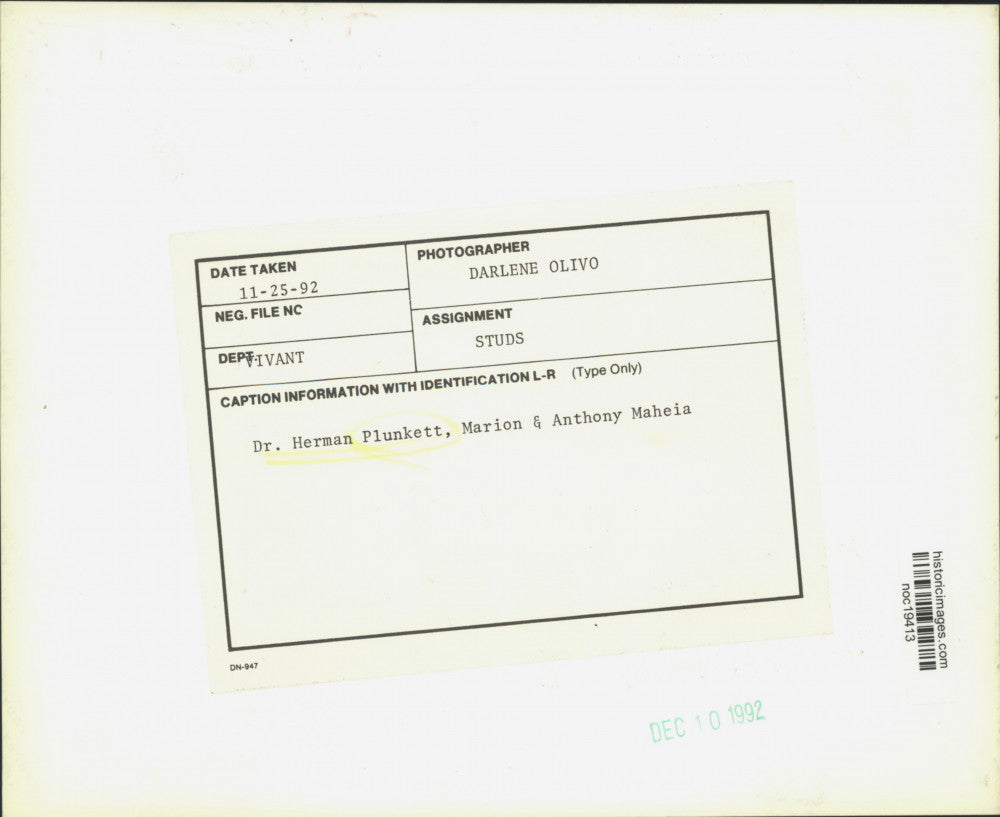 DATE TAKEN
11-25-92
PHOTOGRAPHER
DARLENE OLIVO
NEG. FILE NO
ASSIGNMENT
STUDS
DEPT.
VIVANT
CAPTION INFORMATION WITH IDENTIFICATION L-R (Type Only)
Dr. Herman Plunkett, Marion & Anthony Maheia
DN-947
historicimages.com
noc19413
DEC 10 1992